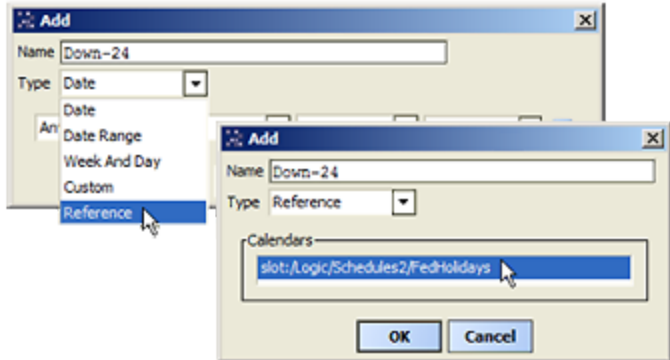 Add
Name Down-24
Type Date
Date
Date Range
Week And Day
Custom
Reference
Add
Name Down-24
Type Reference
Calendars
slot:/Logic/Schedules2/FedHolidays
OK Cancel